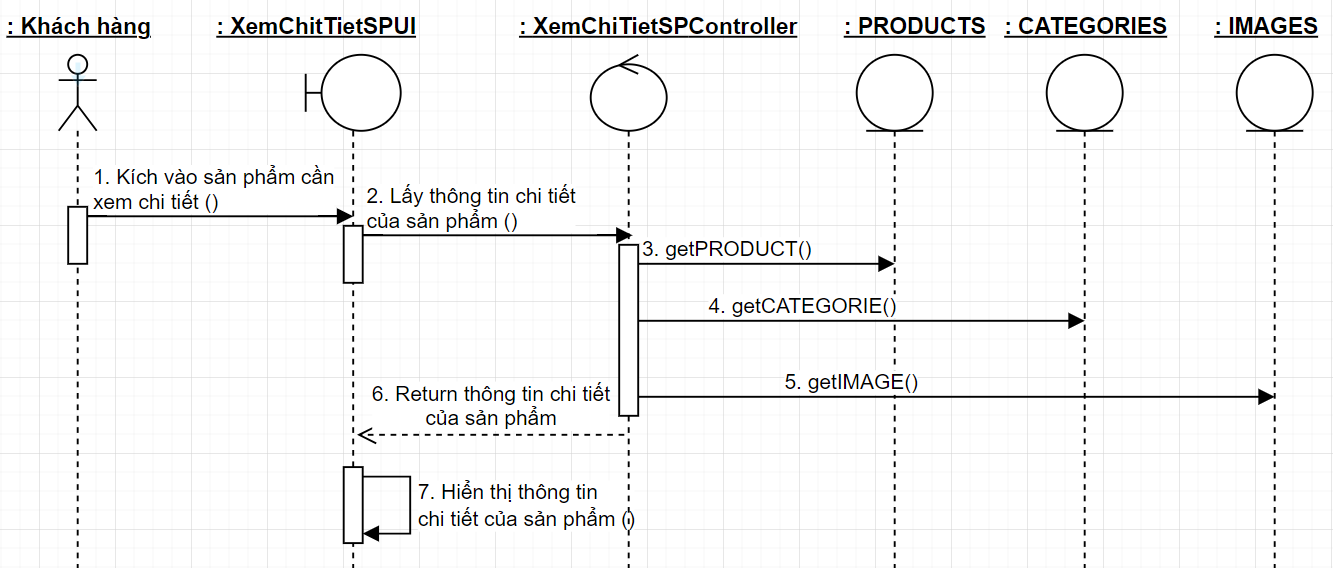 : Khách hàng
: XemChitTietSPUI
: XemChiTietSPController
: PRODUCTS
: CATEGORIES
: IMAGES
1. Kích vào sản phẩm cần
xem chi tiết ()
2. Lấy thông tin chi tiết
của sản phẩm ()
3. getPRODUCT()
4. getCATEGORIE()
5. getIMAGE()
6. Return thông tin chi tiết
của sản phẩm
7. Hiển thị thông tin
chi tiết của sản phẩm ()